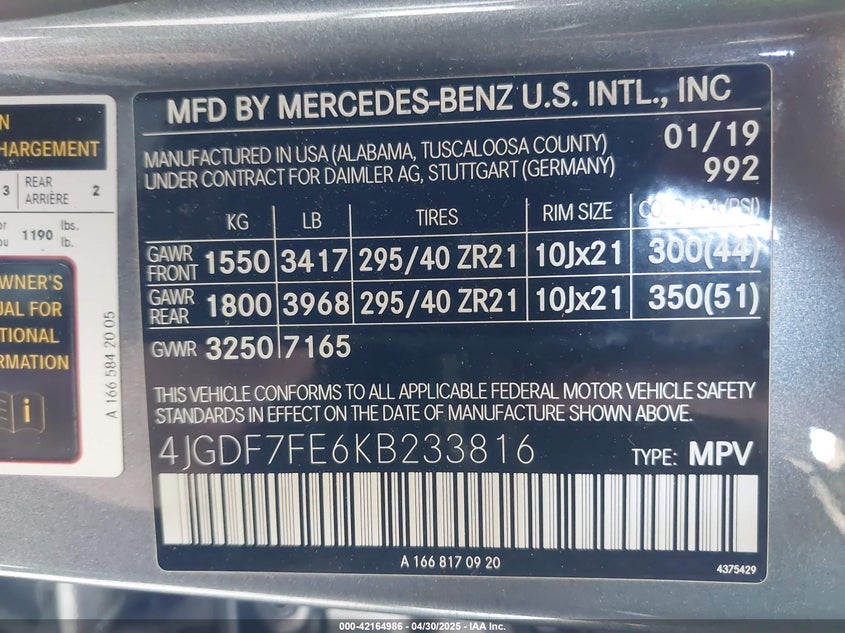 N
HARGEMENT
3 REAR ARRIÈRE 2
or
ou 1190 lbs. lb.
WNER'S
UAL FOR
TIONAL
RMATION
i
A 166 584 20 05
MFD BY MERCEDES-BENZ U.S. INTL., INC
MANUFACTURED IN USA (ALABAMA, TUSCALOOSA COUNTY) 01/19
UNDER CONTRACT FOR DAIMLER AG, STUTTGART (GERMANY) 992
KG LB TIRES RIM SIZE (PSI)
GAWR FRONT 1550 3417 295/40 ZR21 10Jx21 300(44)
GAWR REAR 1800 3968 295/40 ZR21 10Jx21 350(51)
GVWR 3250 7165
THIS VEHICLE CONFORMS TO ALL APPLICABLE FEDERAL MOTOR VEHICLE SAFETY
STANDARDS IN EFFECT ON THE DATE OF MANUFACTURE SHOWN ABOVE.
4JGDF7FE6KB233816 TYPE: MPV
A 166 817 09 20
4375429
000-42164986 - 04/30/2025 - IAA Inc.